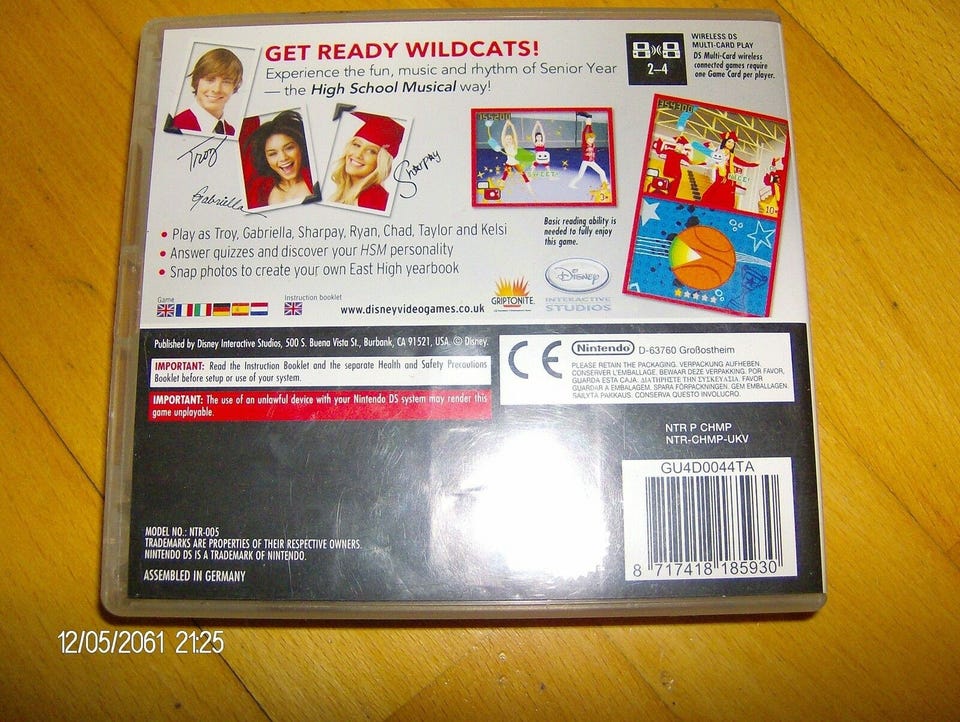 GET READY WILDCATS!
Experience the fun, music and rhythm of Senior Year
— the High School Musical way!
WIRELESS DS
MULTI-CARD PLAY
DS Multi-Card wireless
connected games require
one Game Card per player.
2–4
Troy
Gabriella
Sharpay
354300
SWEET!
NICE!
10
• Play as Troy, Gabriella, Sharpay, Ryan, Chad, Taylor and Kelsi
• Answer quizzes and discover your HSM personality
• Snap photos to create your own East High yearbook
Basic reading ability is
needed to fully enjoy
this game.
Game
Instruction booklet
www.disneyvideogames.co.uk
GRIPTONITE
Disney
INTERACTIVE
STUDIOS
Published by Disney Interactive Studios, 500 S. Buena Vista St., Burbank, CA 91521, USA. © Disney.
IMPORTANT: Read the Instruction Booklet and the separate Health and Safety Precautions
Booklet before setup or use of your system.
IMPORTANT: The use of an unlawful device with your Nintendo DS system may render this
game unplayable.
CE
Nintendo D-63760 Großostheim
PLEASE RETAIN THE PACKAGING. VERPACKUNG AUFHEBEN.
CONSERVER L'EMBALLAGE. BEWAAR DEZE VERPAKKING. POR FAVOR,
GUARDA ESTA CAJA. ΔΙΑΤΗΡΗΣΤΕ ΤΗΝ ΣΥΣΚΕΥΑΣΙΑ. FAVOR
GUARDAR A EMBALAGEM. SPARA FÖRPACKNINGEN. GEM EMBALLAGEN.
SÄILYTÄ PAKKAUS. CONSERVA QUESTO INVOLUCRO.
NTR P CHMP
NTR-CHMP-UKV
GU4D0044TA
8 717418 185930
MODEL NO.: NTR-005
TRADEMARKS ARE PROPERTIES OF THEIR RESPECTIVE OWNERS.
NINTENDO DS IS A TRADEMARK OF NINTENDO.
ASSEMBLED IN GERMANY
12/05/2061 21:25